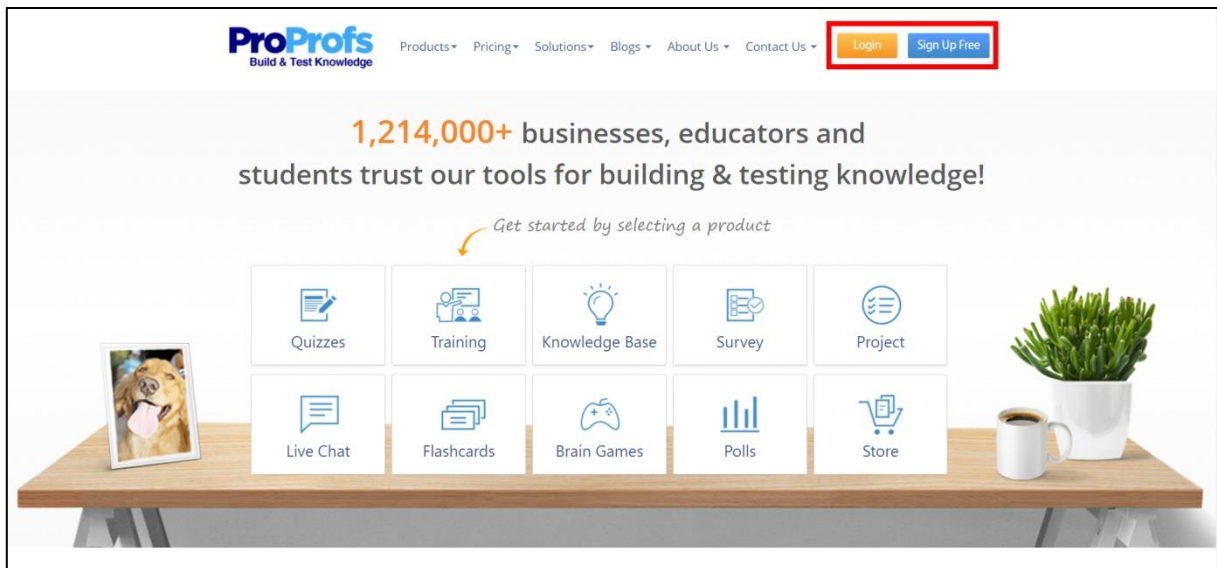 ProProfs
Build & Test Knowledge
Products Pricing Solutions Blogs About Us Contact Us Login Sign Up Free
1,214,000+ businesses, educators and
students trust our tools for building & testing knowledge!
Get started by selecting a product
Quizzes Training Knowledge Base Survey Project
Live Chat Flashcards Brain Games Polls Store